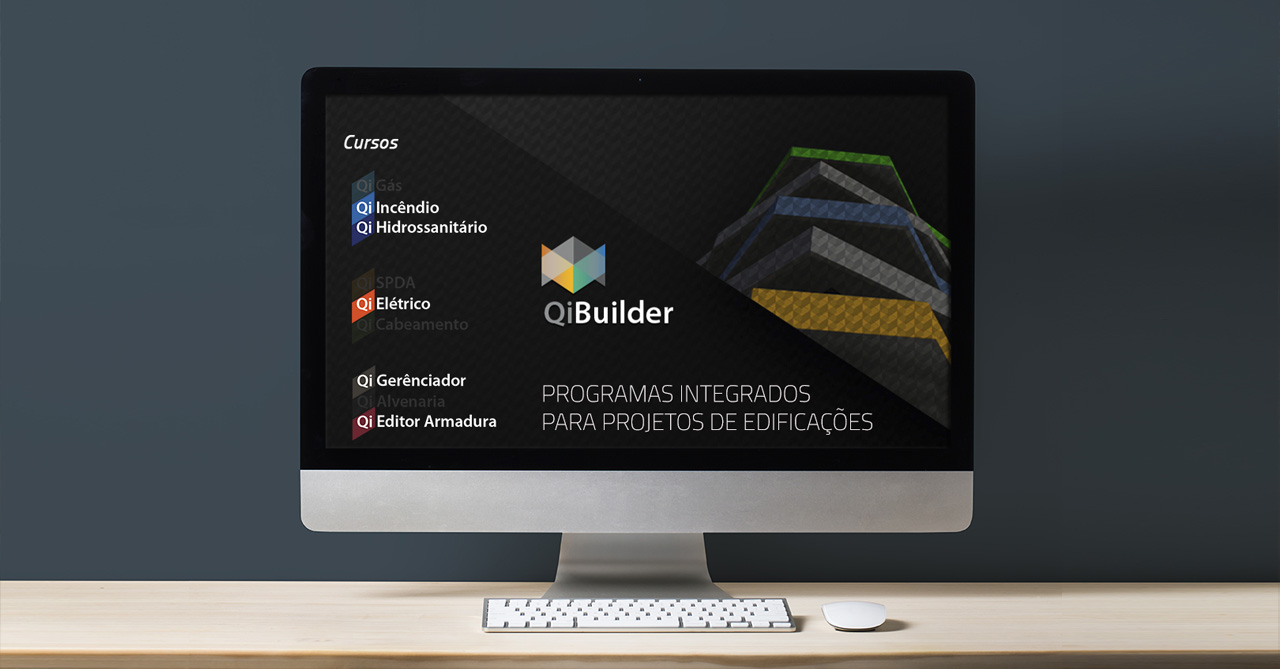 Cursos
Qi Gás
Qi Incêndio
Qi Hidrossanitário
Qi SPDA
Qi Elétrico
Qi Cabeamento
Qi Gerênciador
Qi Alvenaria
Qi Editor Armadura
QiBuilder
PROGRAMAS INTEGRADOS
PARA PROJETOS DE EDIFICAÇÕES